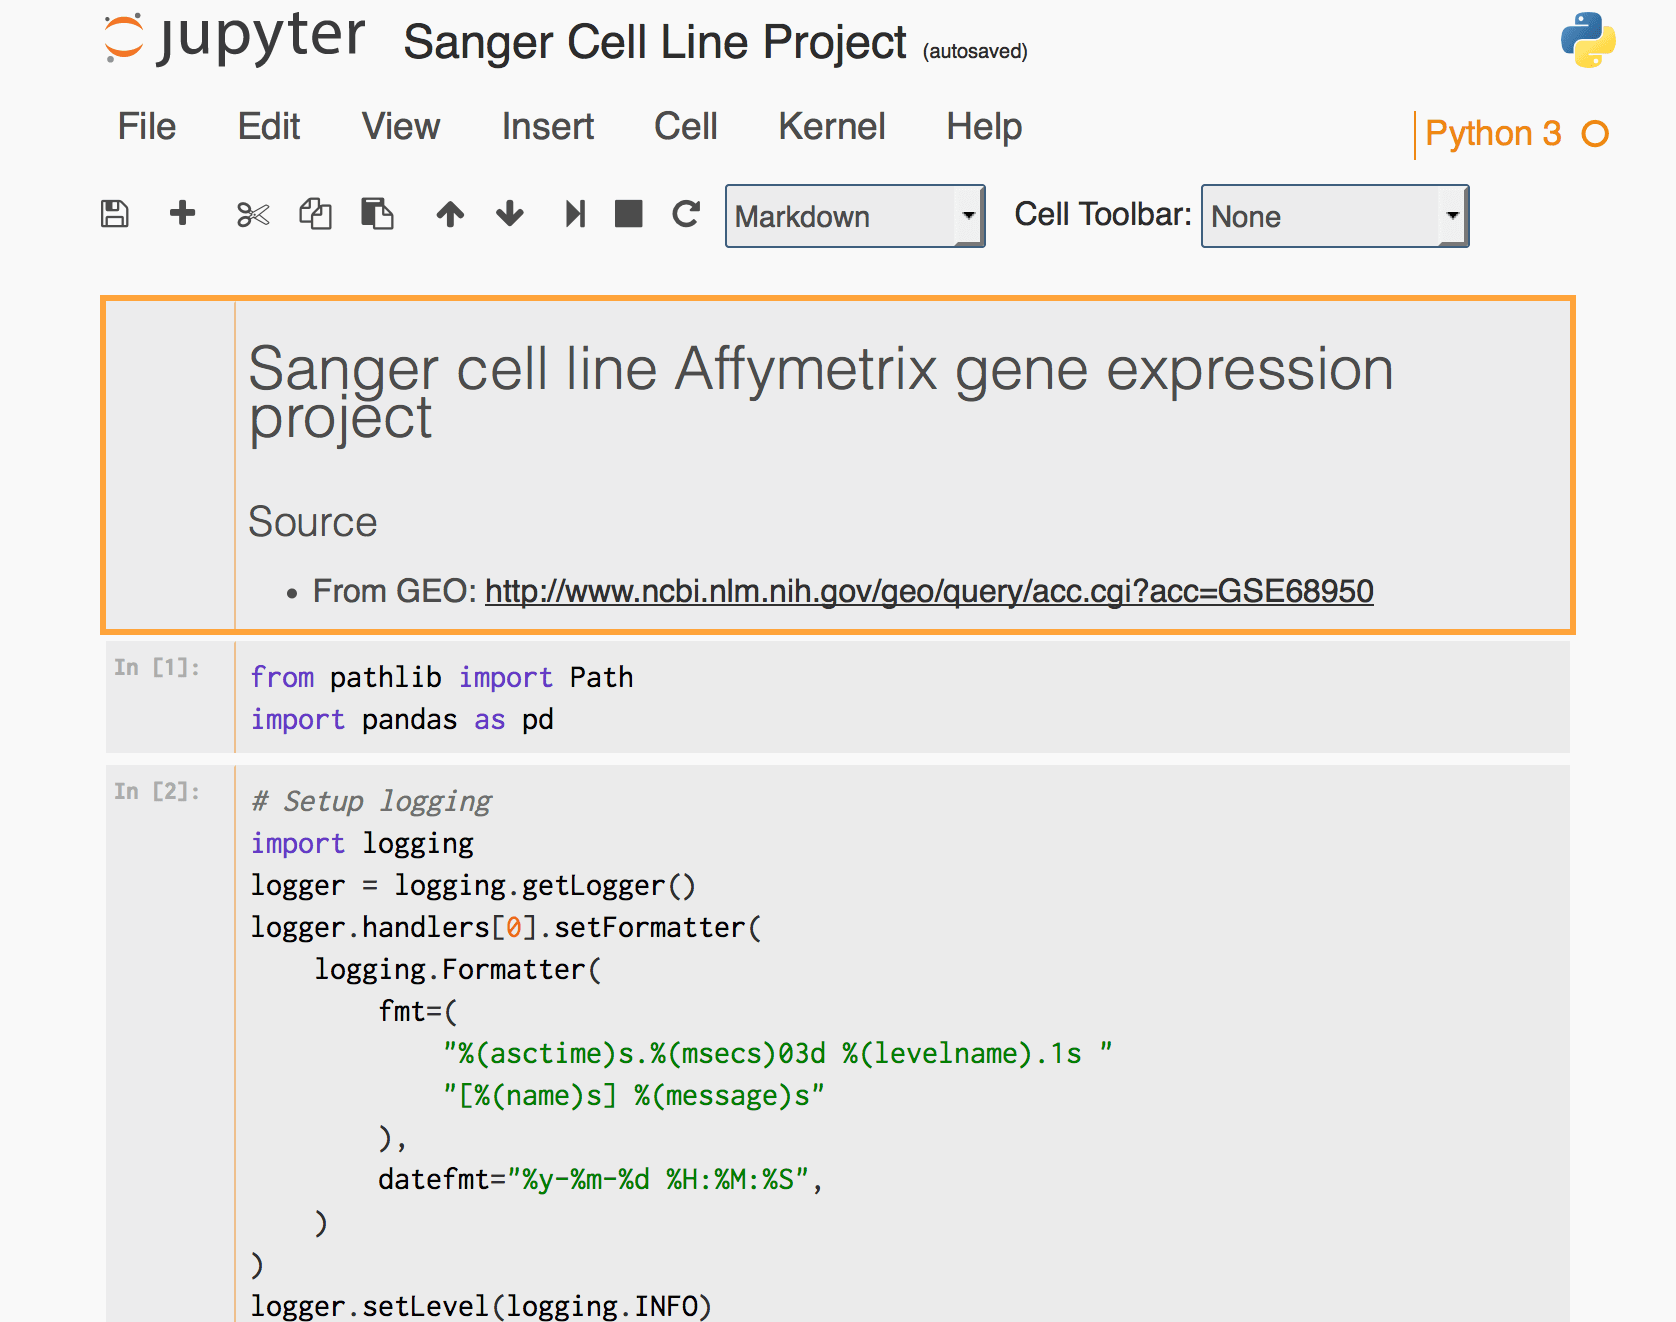 jupyter Sanger Cell Line Project (autosaved)
File Edit View Insert Cell Kernel Help Python 3
Markdown Cell Toolbar: None
Sanger cell line Affymetrix gene expression
project
Source
• From GEO: http://www.ncbi.nlm.nih.gov/geo/query/acc.cgi?acc=GSE68950
In [1]:
from pathlib import Path
import pandas as pd
In [2]:
# Setup logging
import logging
logger = logging.getLogger()
logger.handlers[0].setFormatter(
    logging.Formatter(
        fmt=(
            "%(asctime)s.%(msecs)03d %(levelname).1s "
            "[%(name)s] %(message)s"
        ),
        datefmt="%y-%m-%d %H:%M:%S",
    )
)
logger.setLevel(logging.INFO)